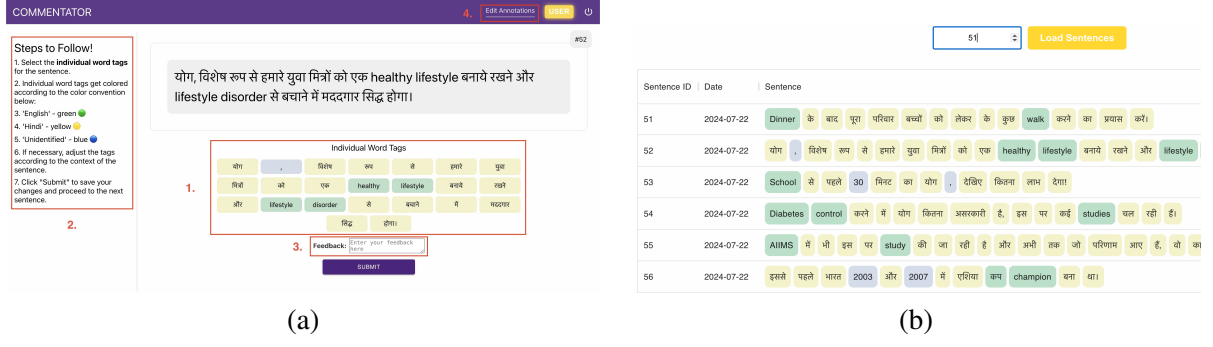 COMMENTATOR
4.
Edit Annotations
USER
Steps to Follow!
1. Select the individual word tags
for the sentence.
2. Individual word tags get colored
according to the color convention
below:
3. 'English' - green
4. 'Hindi' - yellow
5. 'Unidentified' - blue
6. If necessary, adjust the tags
according to the context of the
sentence.
7. Click "Submit" to save your
changes and proceed to the next
sentence.
2.
#52
योग, विशेष रूप से हमारे युवा मित्रों को एक healthy lifestyle बनाये रखने और
lifestyle disorder से बचाने में मददगार सिद्ध होगा।
1.
Individual Word Tags
योग , विशेष रूप से हमारे युवा
मित्रों को एक healthy lifestyle बनाये रखने
और lifestyle disorder से बचाने में मददगार
सिद्ध होगा।
3.
Feedback: Enter your feedback
here
SUBMIT
(a)
51 Load Sentences
Sentence ID Date Sentence
51 2024-07-22 Dinner के बाद पूरा परिवार बच्चों को लेकर के कुछ walk करने का प्रयास करें।
52 2024-07-22 योग , विशेष रूप से हमारे युवा मित्रों को एक healthy lifestyle बनाये रखने और lifestyle
53 2024-07-22 School से पहले 30 मिनट का योग , देखिए कितना लाभ देगा!
54 2024-07-22 Diabetes control करने में योग कितना असरकारी है, इस पर कई studies चल रही हैं।
55 2024-07-22 AIIMS में भी इस पर study की जा रही है और अभी तक जो परिणाम आए हैं, वो
56 2024-07-22 इससे पहले भारत 2003 और 2007 में एशिया कप champion बना था।
(b)